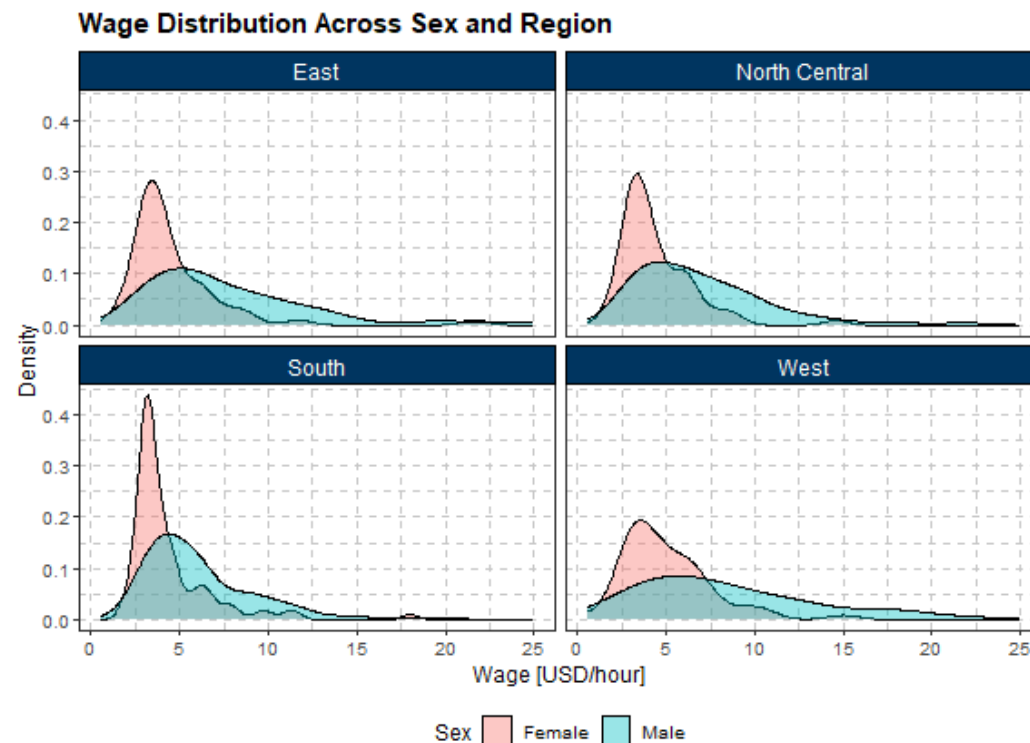 Wage Distribution Across Sex and Region
East
North Central
0.4
0.3
0.2
0.1
0.0
South
West
0.4
0.3
0.2
0.1
0.0
Density
0 5 10 15 20 25 0 5 10 15 20 25
Wage [USD/hour]
Sex Female Male